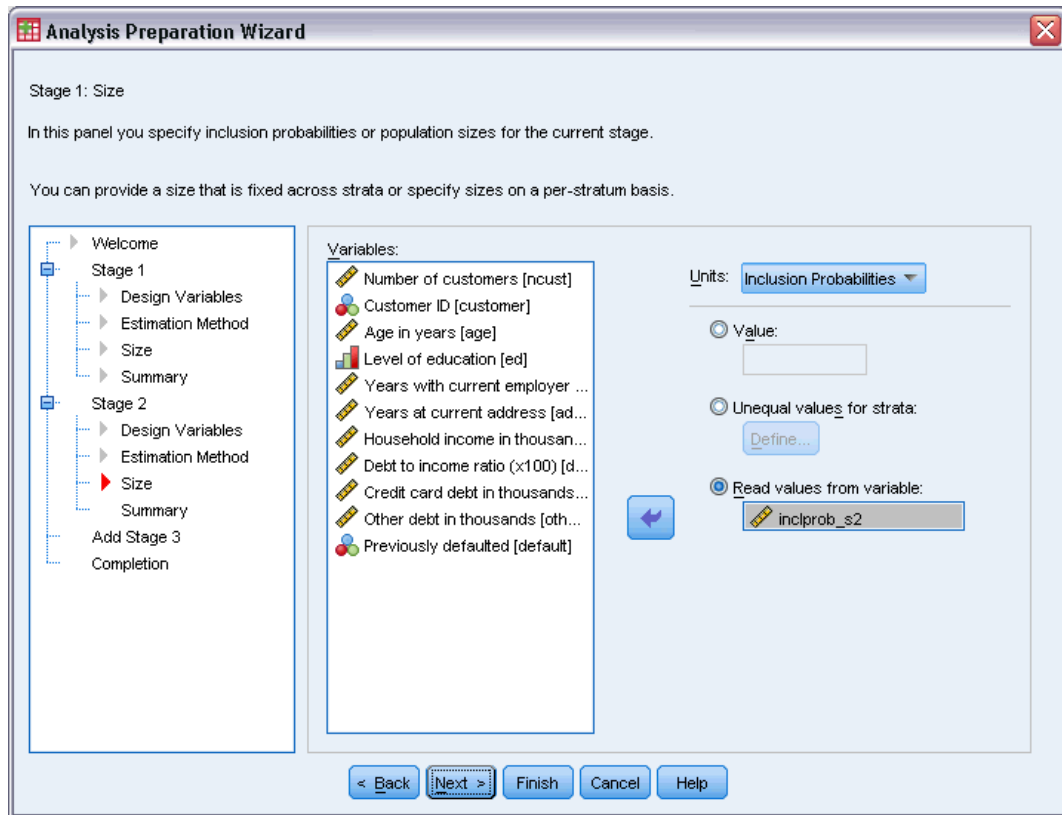 Analysis Preparation Wizard
Stage 1: Size
In this panel you specify inclusion probabilities or population sizes for the current stage.
You can provide a size that is fixed across strata or specify sizes on a per-stratum basis.
Welcome
Stage 1
Design Variables
Estimation Method
Size
Summary
Stage 2
Design Variables
Estimation Method
Size
Summary
Add Stage 3
Completion
Variables:
Number of customers [ncust]
Customer ID [customer]
Age in years [age]
Level of education [ed]
Years with current employer ...
Years at current address [ad...
Household income in thousan...
Debt to income ratio (x100) [d...
Credit card debt in thousands...
Other debt in thousands [oth...
Previously defaulted [default]
Units: Inclusion Probabilities
Value:
Unequal values for strata:
Define...
Read values from variable:
inclprob_s2
< Back Next > Finish Cancel Help